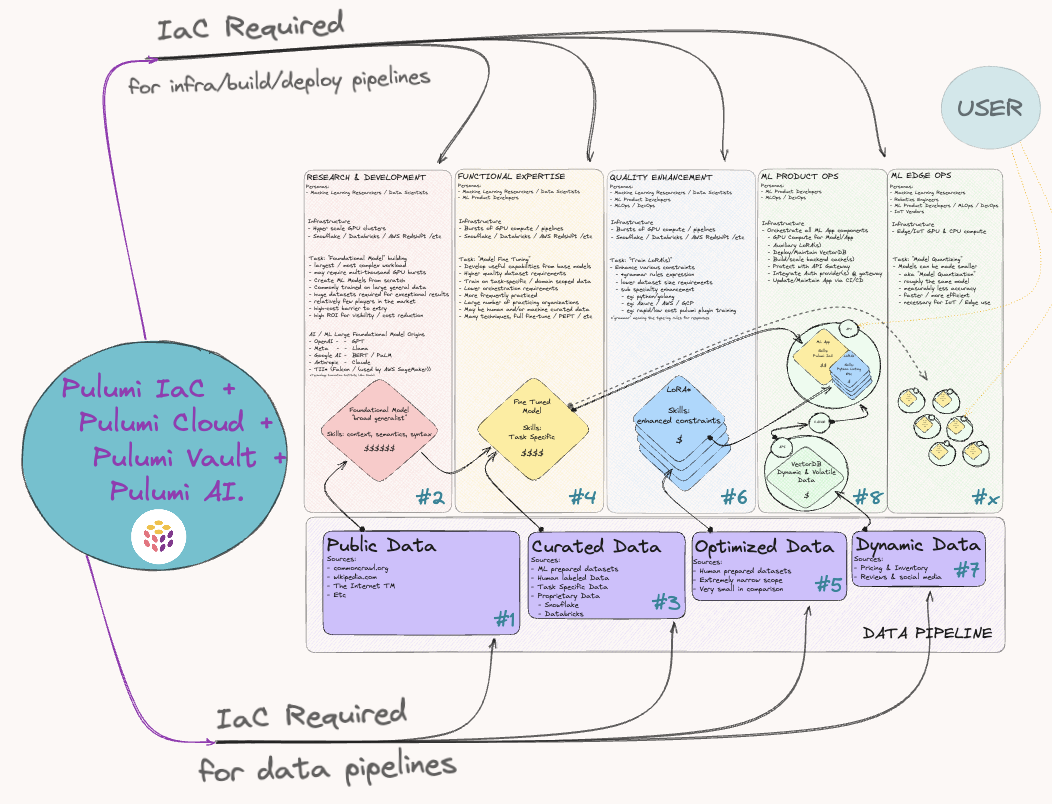 IaC Required
for infra/build/deploy pipelines
USER
Pulumi IaC +
Pulumi Cloud +
Pulumi Vault +
Pulumi AI.
RESEARCH & DEVELOPMENT
Personas:
- Machine Learning Researchers / Data Scientists
Infrastructure
- Hyper scale GPU clusters
- Snowflake / Databricks / AWS Redshift /etc
Task: "Foundational Model" building
- largest / most complex workload
- may require multi-thousand GPU bursts
- Create ML Models from scratch
- Commonly trained on large general data
- huge datasets required for exceptional results
- relatively few players in the market
- high-cost barrier to entry
- high ROI for visibility / cost reduction
AI / ML Large Foundational Model Origins
- OpenAI - - GPT
- Meta - - Llama
- Google AI - BERT / PaLM
- Anthropic - Claude
- TII* (Falcon / (used by AWS SageMaker))
Foundational Model
"broad generalist"
Skills: context, semantics, syntax
$$$$$$
#2
FUNCTIONAL EXPERTISE
Personas:
- Machine Learning Researchers / Data Scientists
- ML Product Developers
Infrastructure
- Bursts of GPU compute / pipelines
- Snowflake / Databricks / AWS Redshift /etc
Task: "Model Fine Tuning"
- Develop useful capabilities from base models
- Higher quality dataset requirements
- Train on task-specific / domain scoped data
- Lower orchestration requirements
- More frequently practiced
- Large number of practicing organizations
- May be human and/or machine curated data
- Many techniques, full fine-tune / PEFT / etc
Fine Tuned
Model
Skills:
Task Specific
$$$$
#4
QUALITY ENHANCEMENT
Personas:
- Machine Learning Researchers / Data Scientists
- ML Product Developers
- MLOps / DevOps
Infrastructure
- Bursts of GPU compute / pipelines
- Snowflake / Databricks / AWS Redshift /etc
Task: "Train LoRA(s)"
- Enhance various constraints
- *grammar rules expression
- smaller dataset size requirements
- sub specialty enhancement
- eg: python/golang
- eg: Azure / AWS / GCP
- eg: rapid/low cost pulumi plugin training
*'grammar' meaning the typing rules for responses
LoRA*
Skills:
enhanced constraints
$
#6
ML PRODUCT OPS
Personas:
- ML Product Developers
- MLOps / DevOps
Infrastructure
- Orchestrate all ML App components
- GPU Compute for Model/App
- Auxiliary LoRA(s)
- Deploy/Maintain VectorDB
- Build/scale backend cache(s)
- Protect with API Gateway
- Integrate Auth provider(s) @ gateway
- Update/Maintain App via CI/CD
API
ML App
Skills
Pulumi IaC
$$
LoRA*
Skills
$
CACHE
API
VectorDB
Dynamic & Volatile
Data
$
#8
ML EDGE OPS
Personas:
- Machine Learning Researchers
- Robotics Engineers
- ML Product Developers / MLOps / DevOps
- IoT Vendors
Infrastructure
- Edge/IoT GPU & CPU compute
Task: "Model Quantizing"
- Models can be made smaller
- aka: "Model Quantization"
- roughly the same model
- measurably less accuracy
- Faster / more efficient
- necessary for IoT / Edge use
#x
Public Data
Sources:
- commoncrawl.org
- wikipedia.com
- The Internet TM
- Etc
#1
Curated Data
Sources:
- ML prepared datasets
- Human labeled Data
- Task Specific Data
- Proprietary Data
- Snowflake
- Databricks
#3
Optimized Data
Sources:
- Human prepared datasets
- Extremely narrow scope
- Very small in comparison
#5
Dynamic Data
Sources:
- Pricing & Inventory
- Reviews & social media
#7
DATA PIPELINE
IaC Required
for data pipelines